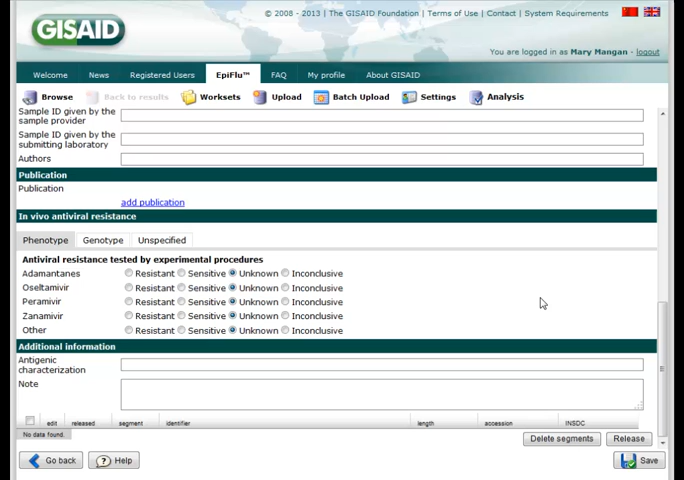 © 2008 - 2013 | The GISAID Foundation | Terms of Use | Contact | System Requirements
GISAID
You are logged in as Mary Mangan - logout
Welcome News Registered Users EpiFlu™ FAQ My profile About GISAID
Browse Back to results Worksets Upload Batch Upload Settings Analysis
Sample ID given by the
sample provider
Sample ID given by the
submitting laboratory
Authors
Publication
Publication
add publication
In vivo antiviral resistance
Phenotype Genotype Unspecified
Antiviral resistance tested by experimental procedures
Adamantanes Resistant Sensitive Unknown Inconclusive
Oseltamivir Resistant Sensitive Unknown Inconclusive
Peramivir Resistant Sensitive Unknown Inconclusive
Zanamivir Resistant Sensitive Unknown Inconclusive
Other Resistant Sensitive Unknown Inconclusive
Additional information
Antigenic
characterization
Note
edit released segment identifier length accession INSDC
No data found.
Delete segments Release
Go back Help Save